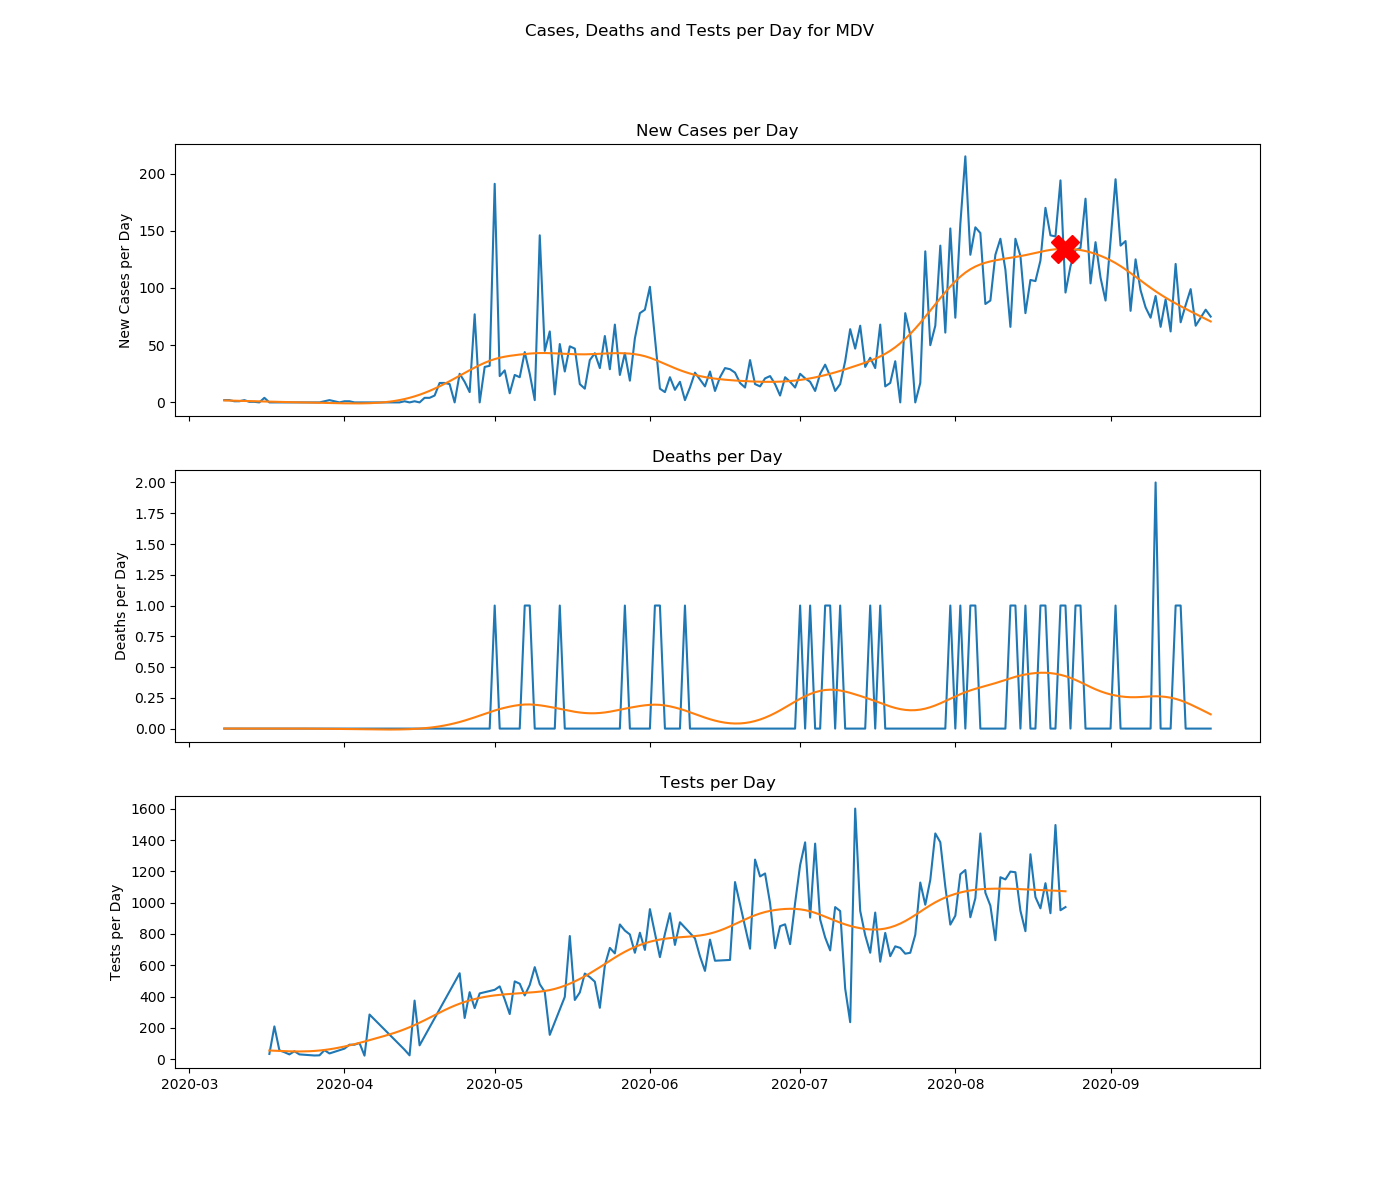 Cases, Deaths and Tests per Day for MDV
New Cases per Day
New Cases per Day
200
150
100
50
0
Deaths per Day
Deaths per Day
2.00
1.75
1.50
1.25
1.00
0.75
0.50
0.25
0.00
Tests per Day
Tests per Day
1600
1400
1200
1000
800
600
400
200
0
2020-03 2020-04 2020-05 2020-06 2020-07 2020-08 2020-09